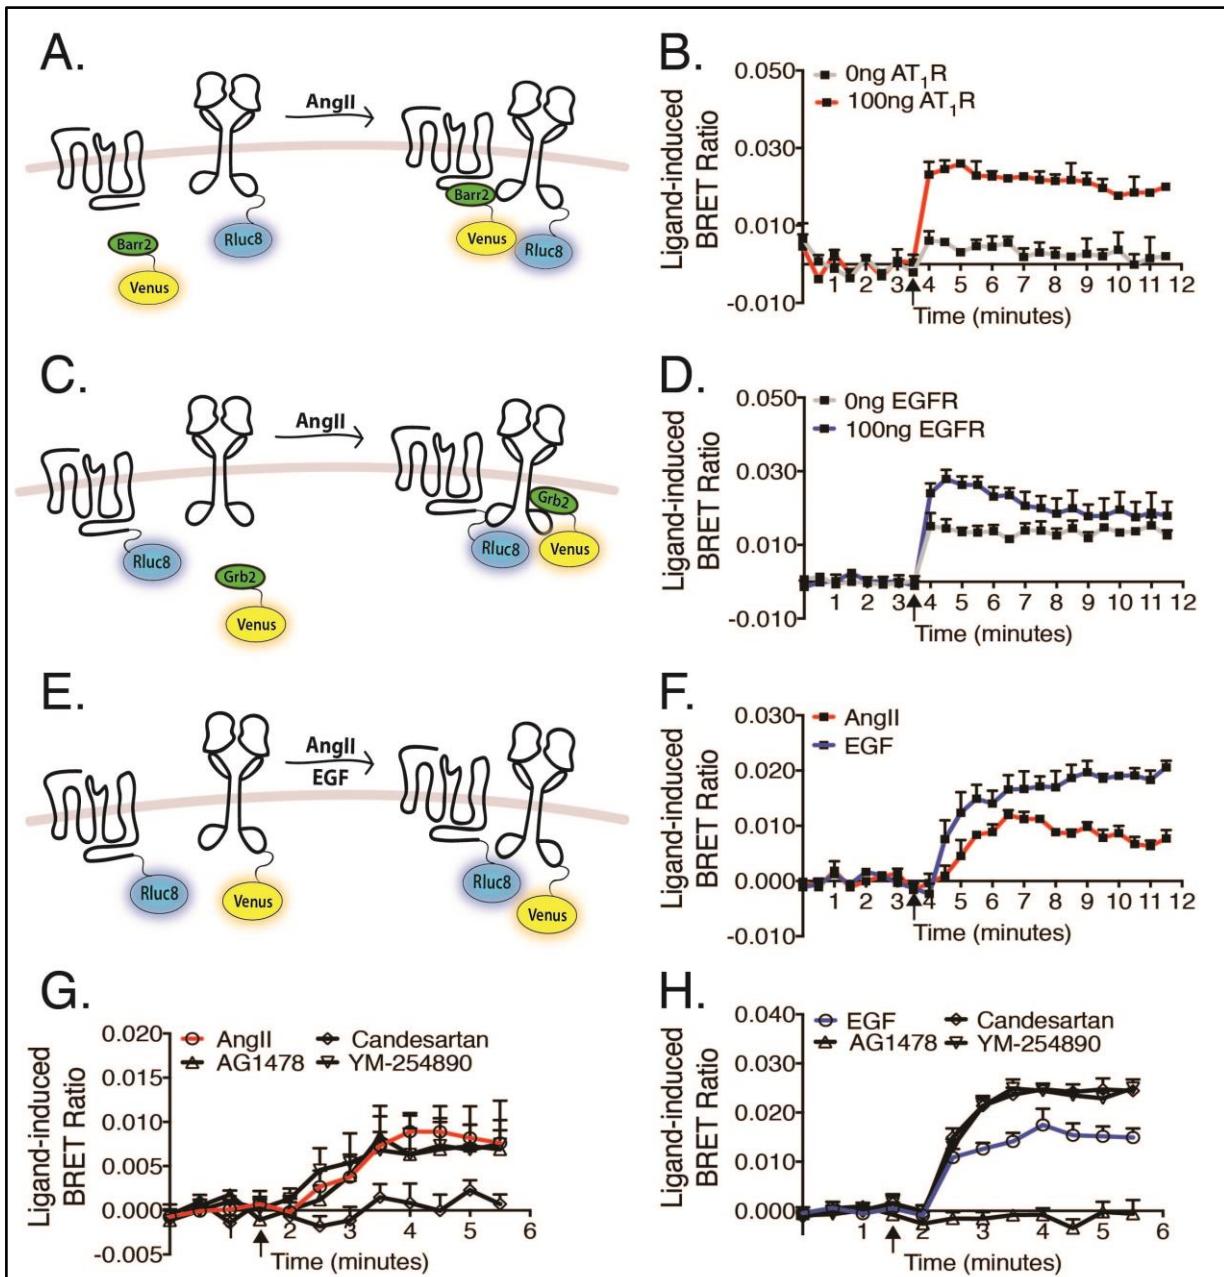 A.
AngII
Barr2
Venus
Rluc8
Barr2
Venus
Rluc8
B.
0ng AT1R
100ng AT1R
Ligand-induced
BRET Ratio
0.050
0.030
0.010
-0.010
1 2 3 4 5 6 7 8 9 10 11 12
Time (minutes)
C.
AngII
Rluc8
Grb2
Venus
Grb2
Rluc8
Venus
D.
0ng EGFR
100ng EGFR
Ligand-induced
BRET Ratio
0.050
0.030
0.010
-0.010
1 2 3 4 5 6 7 8 9 10 11 12
Time (minutes)
E.
AngII
EGF
Rluc8
Venus
Rluc8
Venus
F.
AngII
EGF
Ligand-induced
BRET Ratio
0.030
0.020
0.010
0.000
-0.010
1 2 3 4 5 6 7 8 9 10 11 12
Time (minutes)
G.
AngII
AG1478
Candesartan
YM-254890
Ligand-induced
BRET Ratio
0.020
0.015
0.010
0.005
0.000
-0.005
1 2 3 4 5 6
Time (minutes)
H.
EGF
AG1478
Candesartan
YM-254890
Ligand-induced
BRET Ratio
0.040
0.030
0.020
0.010
0.000
1 2 3 4 5 6
Time (minutes)